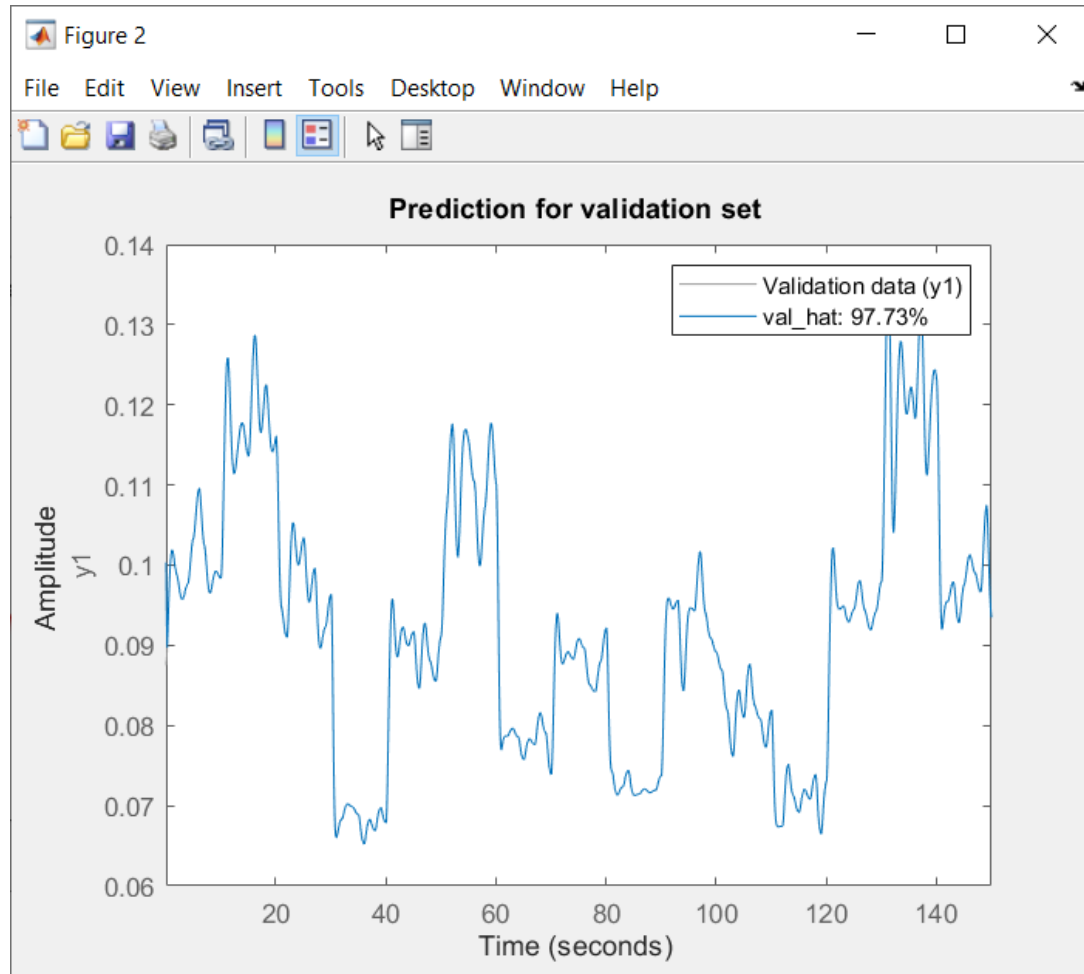 Figure 2
File Edit View Insert Tools Desktop Window Help
Prediction for validation set
Validation data (y1)
val_hat: 97.73%
0.14
0.13
0.12
0.11
0.1
0.09
0.08
0.07
0.06
Amplitude
y1
20 40 60 80 100 120 140
Time (seconds)